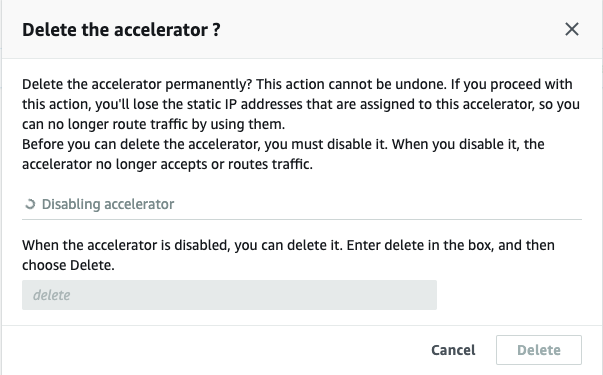 Delete the accelerator ?
Delete the accelerator permanently? This action cannot be undone. If you proceed with
this action, you'll lose the static IP addresses that are assigned to this accelerator, so you
can no longer route traffic by using them.
Before you can delete the accelerator, you must disable it. When you disable it, the
accelerator no longer accepts or routes traffic.
Disabling accelerator
When the accelerator is disabled, you can delete it. Enter delete in the box, and then
choose Delete.
delete
Cancel Delete